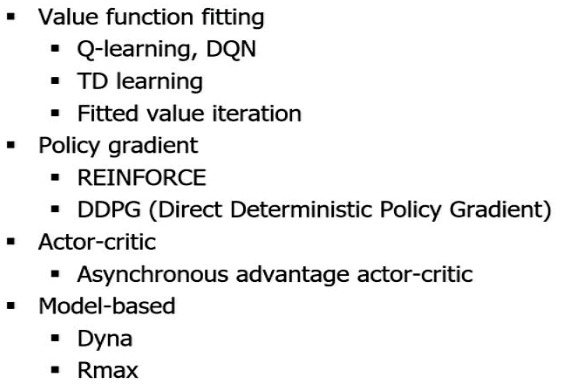 ▪ Value function fitting
▪ Q-learning, DQN
▪ TD learning
▪ Fitted value iteration
▪ Policy gradient
▪ REINFORCE
▪ DDPG (Direct Deterministic Policy Gradient)
▪ Actor-critic
▪ Asynchronous advantage actor-critic
▪ Model-based
▪ Dyna
▪ Rmax